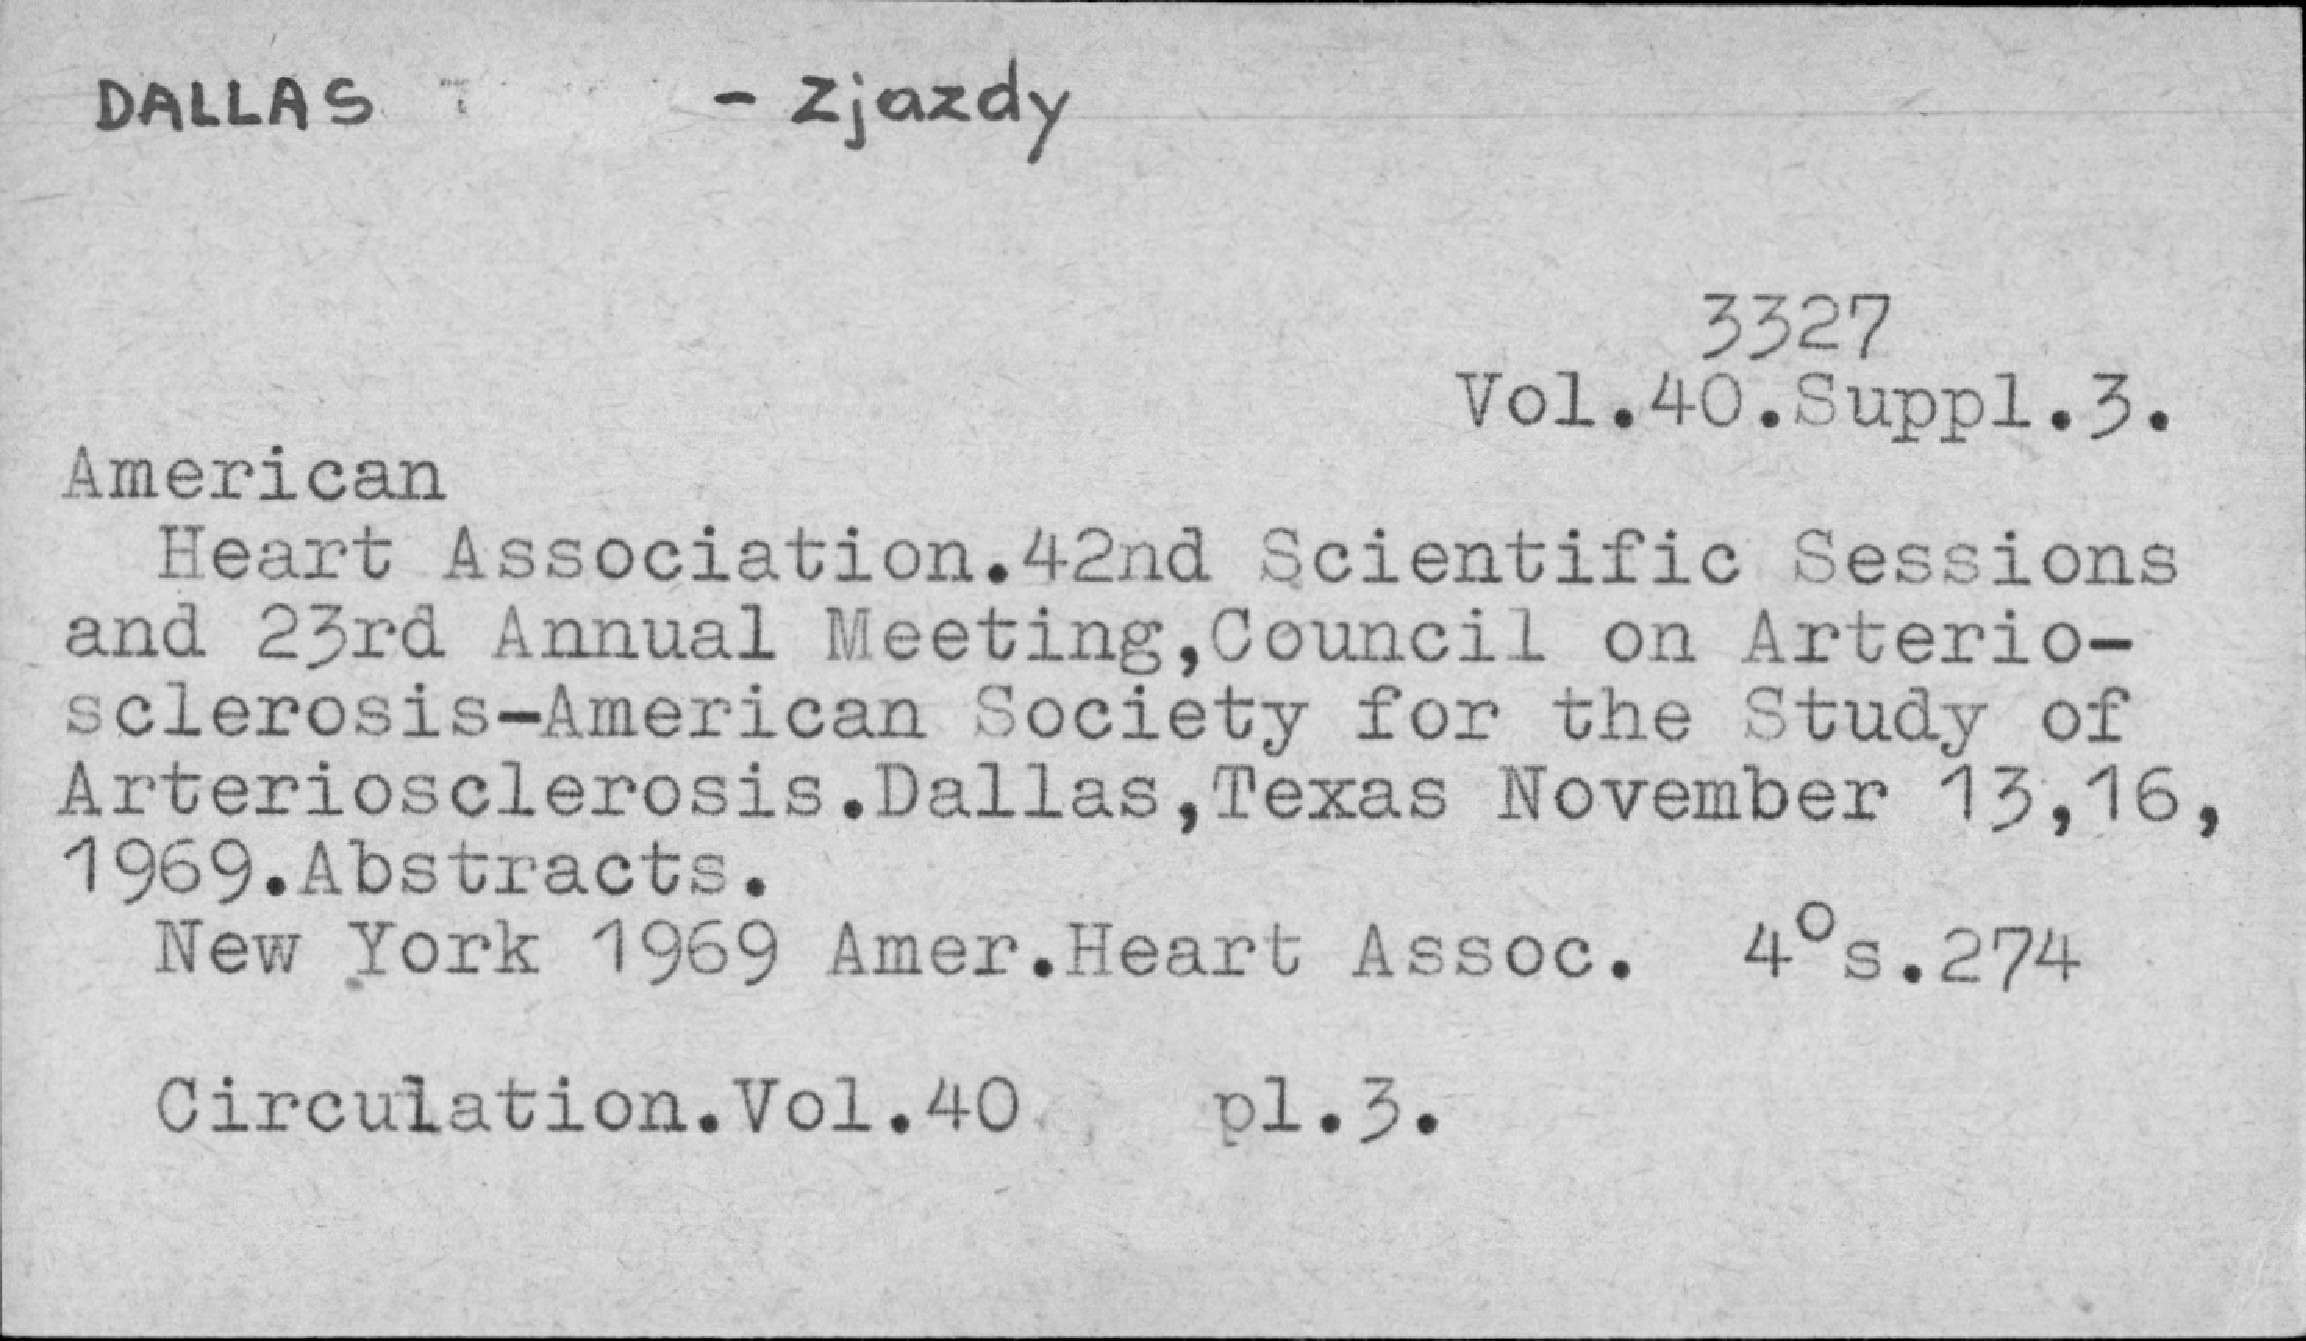 DALLAS - Zjazdy
3327
Vol.40.Suppl.3.
American
Heart Association.42nd Scientific Sessions
and 23rd Annual Meeting,Council on Arterio-
sclerosis-American Society for the Study of
Arteriosclerosis.Dallas,Texas November 13,16,
1969.Abstracts.
New York 1969 Amer.Heart Assoc. 4° s.274
Circulation.Vol.40 pl.3.